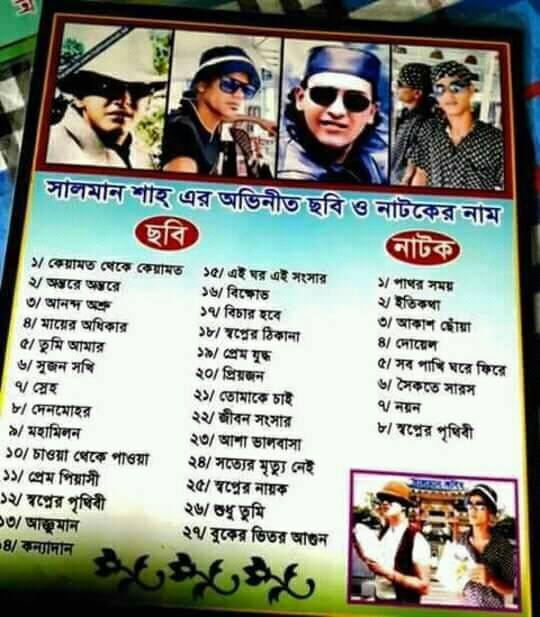 সালমান শাহ্ এর অভিনীত ছবি ও নাটকের নাম
ছবি
১/ কেয়ামত থেকে কেয়ামত
২/ অন্তরে অন্তরে
৩/ আনন্দ অশ্রু
৪/ মায়ের অধিকার
৫/ তুমি আমার
৬/ সুজন সখি
৭/ স্নেহ
৮/ দেনমোহর
৯/ মহামিলন
১০/ চাওয়া থেকে পাওয়া
১১/ প্রেম পিয়াসী
১২/ স্বপ্নের পৃথিবী
১৩/ আঞ্জুমান
১৪/ কন্যাদান
১৫/ এই ঘর এই সংসার
১৬/ বিক্ষোভ
১৭/ বিচার হবে
১৮/ স্বপ্নের ঠিকানা
১৯/ প্রেম যুদ্ধ
২০/ প্রিয়জন
২১/ তোমাকে চাই
২২/ জীবন সংসার
২৩/ আশা ভালবাসা
২৪/ সত্যের মৃত্যু নেই
২৫/ স্বপ্নের নায়ক
২৬/ শুধু তুমি
২৭/ বুকের ভিতর আগুন
নাটক
১/ পাথর সময়
২/ ইতিকথা
৩/ আকাশ ছোঁয়া
৪/ দোয়েল
৫/ সব পাখি ঘরে ফিরে
৬/ সৈকতে সারস
৭/ নয়ন
৮/ স্বপ্নের পৃথিবী